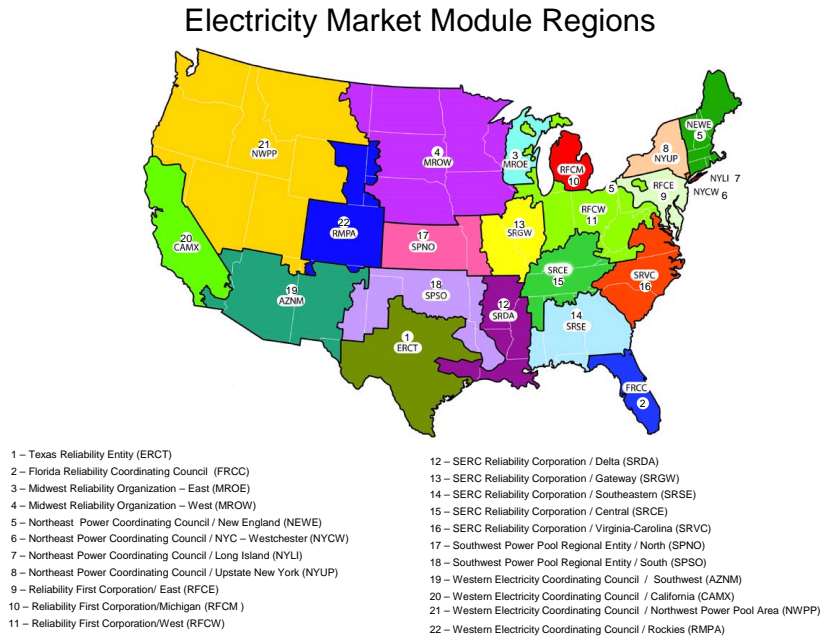 Electricity Market Module Regions
21
NWPP
4
MROW
3
MROE
NEWE
5
8
NYUP
RFCM
10
NYLI 7
5
RFCE
9
NYCW 6
RFCW
11
22
RMPA
13
SRGW
17
SPNO
20
CAMX
SRCE
15
SRVC
16
19
AZNM
18
SPSO
12
SRDA
14
SRSE
1
ERCT
FRCC
2
1 – Texas Reliability Entity (ERCT)
2 – Florida Reliability Coordinating Council (FRCC)
3 – Midwest Reliability Organization – East (MROE)
4 – Midwest Reliability Organization – West (MROW)
5 – Northeast Power Coordinating Council / New England (NEWE)
6 – Northeast Power Coordinating Council / NYC – Westchester (NYCW)
7 – Northeast Power Coordinating Council / Long Island (NYLI)
8 – Northeast Power Coordinating Council / Upstate New York (NYUP)
9 – Reliability First Corporation/ East (RFCE)
10 – Reliability First Corporation/Michigan (RFCM )
11 – Reliability First Corporation/West (RFCW)
12 – SERC Reliability Corporation / Delta (SRDA)
13 – SERC Reliability Corporation / Gateway (SRGW)
14 – SERC Reliability Corporation / Southeastern (SRSE)
15 – SERC Reliability Corporation / Central (SRCE)
16 – SERC Reliability Corporation / Virginia-Carolina (SRVC)
17 – Southwest Power Pool Regional Entity / North (SPNO)
18 – Southwest Power Pool Regional Entity / South (SPSO)
19 – Western Electricity Coordinating Council / Southwest (AZNM)
20 – Western Electricity Coordinating Council / California (CAMX)
21 – Western Electricity Coordinating Council / Northwest Power Pool Area (NWPP)
22 – Western Electricity Coordinating Council / Rockies (RMPA)